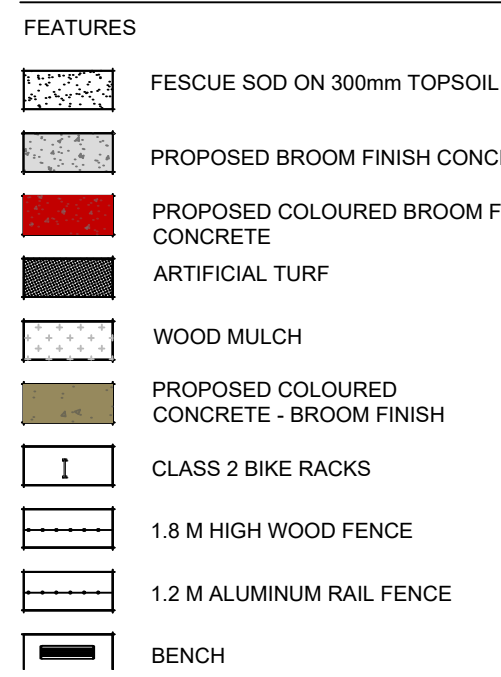 FEATURES
FESCUE SOD ON 300mm TOPSOIL
PROPOSED BROOM FINISH
PROPOSED COLOURED BROOM
CONCRETE
ARTIFICIAL TURF
WOOD MULCH
PROPOSED COLOURED
CONCRETE - BROOM FINISH
CLASS 2 BIKE RACKS
1.8 M HIGH WOOD FENCE
1.2 M ALUMINUM RAIL FENCE
BENCH